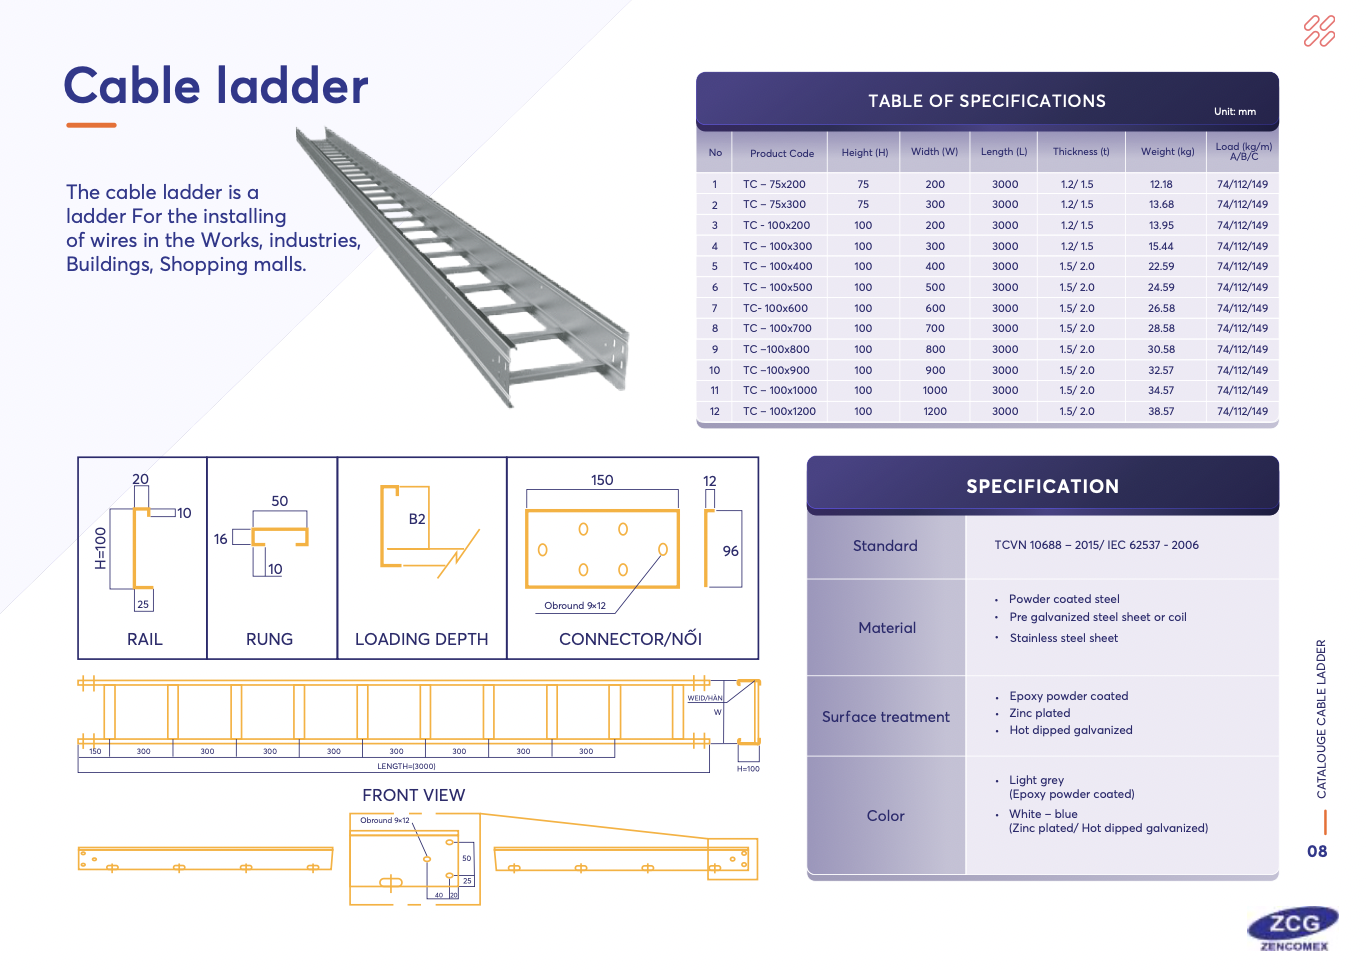 Cable ladder
The cable ladder is a
ladder For the installing
of wires in the Works, industries,
Buildings, Shopping malls.
TABLE OF SPECIFICATIONS
Unit: mm
No Product Code Height (H) Width (W) Length (L) Thickness (t) Weight (kg) Load (kg/m) A/B/C
1 TC – 75x200 75 200 3000 1.2/ 1.5 12.18 74/112/149
2 TC – 75x300 75 300 3000 1.2/ 1.5 13.68 74/112/149
3 TC - 100x200 100 200 3000 1.2/ 1.5 13.95 74/112/149
4 TC – 100x300 100 300 3000 1.2/ 1.5 15.44 74/112/149
5 TC – 100x400 100 400 3000 1.5/ 2.0 22.59 74/112/149
6 TC – 100x500 100 500 3000 1.5/ 2.0 24.59 74/112/149
7 TC- 100x600 100 600 3000 1.5/ 2.0 26.58 74/112/149
8 TC – 100x700 100 700 3000 1.5/ 2.0 28.58 74/112/149
9 TC –100x800 100 800 3000 1.5/ 2.0 30.58 74/112/149
10 TC –100x900 100 900 3000 1.5/ 2.0 32.57 74/112/149
11 TC – 100x1000 100 1000 3000 1.5/ 2.0 34.57 74/112/149
12 TC – 100x1200 100 1200 3000 1.5/ 2.0 38.57 74/112/149
20
10
H=100
25
RAIL
50
16
10
RUNG
B2
LOADING DEPTH
150
12
96
Obround 9×12
CONNECTOR/NỐI
WEID/HÀN
W
150 300 300 300 300 300 300 300 300
LENGTH=(3000)
H=100
FRONT VIEW
Obround 9×12
50
25
40 20
SPECIFICATION
Standard
TCVN 10688 – 2015/ IEC 62537 - 2006
Material
• Powder coated steel
• Pre galvanized steel sheet or coil
• Stainless steel sheet
Surface treatment
• Epoxy powder coated
• Zinc plated
• Hot dipped galvanized
Color
• Light grey
(Epoxy powder coated)
• White – blue
(Zinc plated/ Hot dipped galvanized)
CATALOUGE CABLE LADDER
08
ZCG
ZENCOMEX